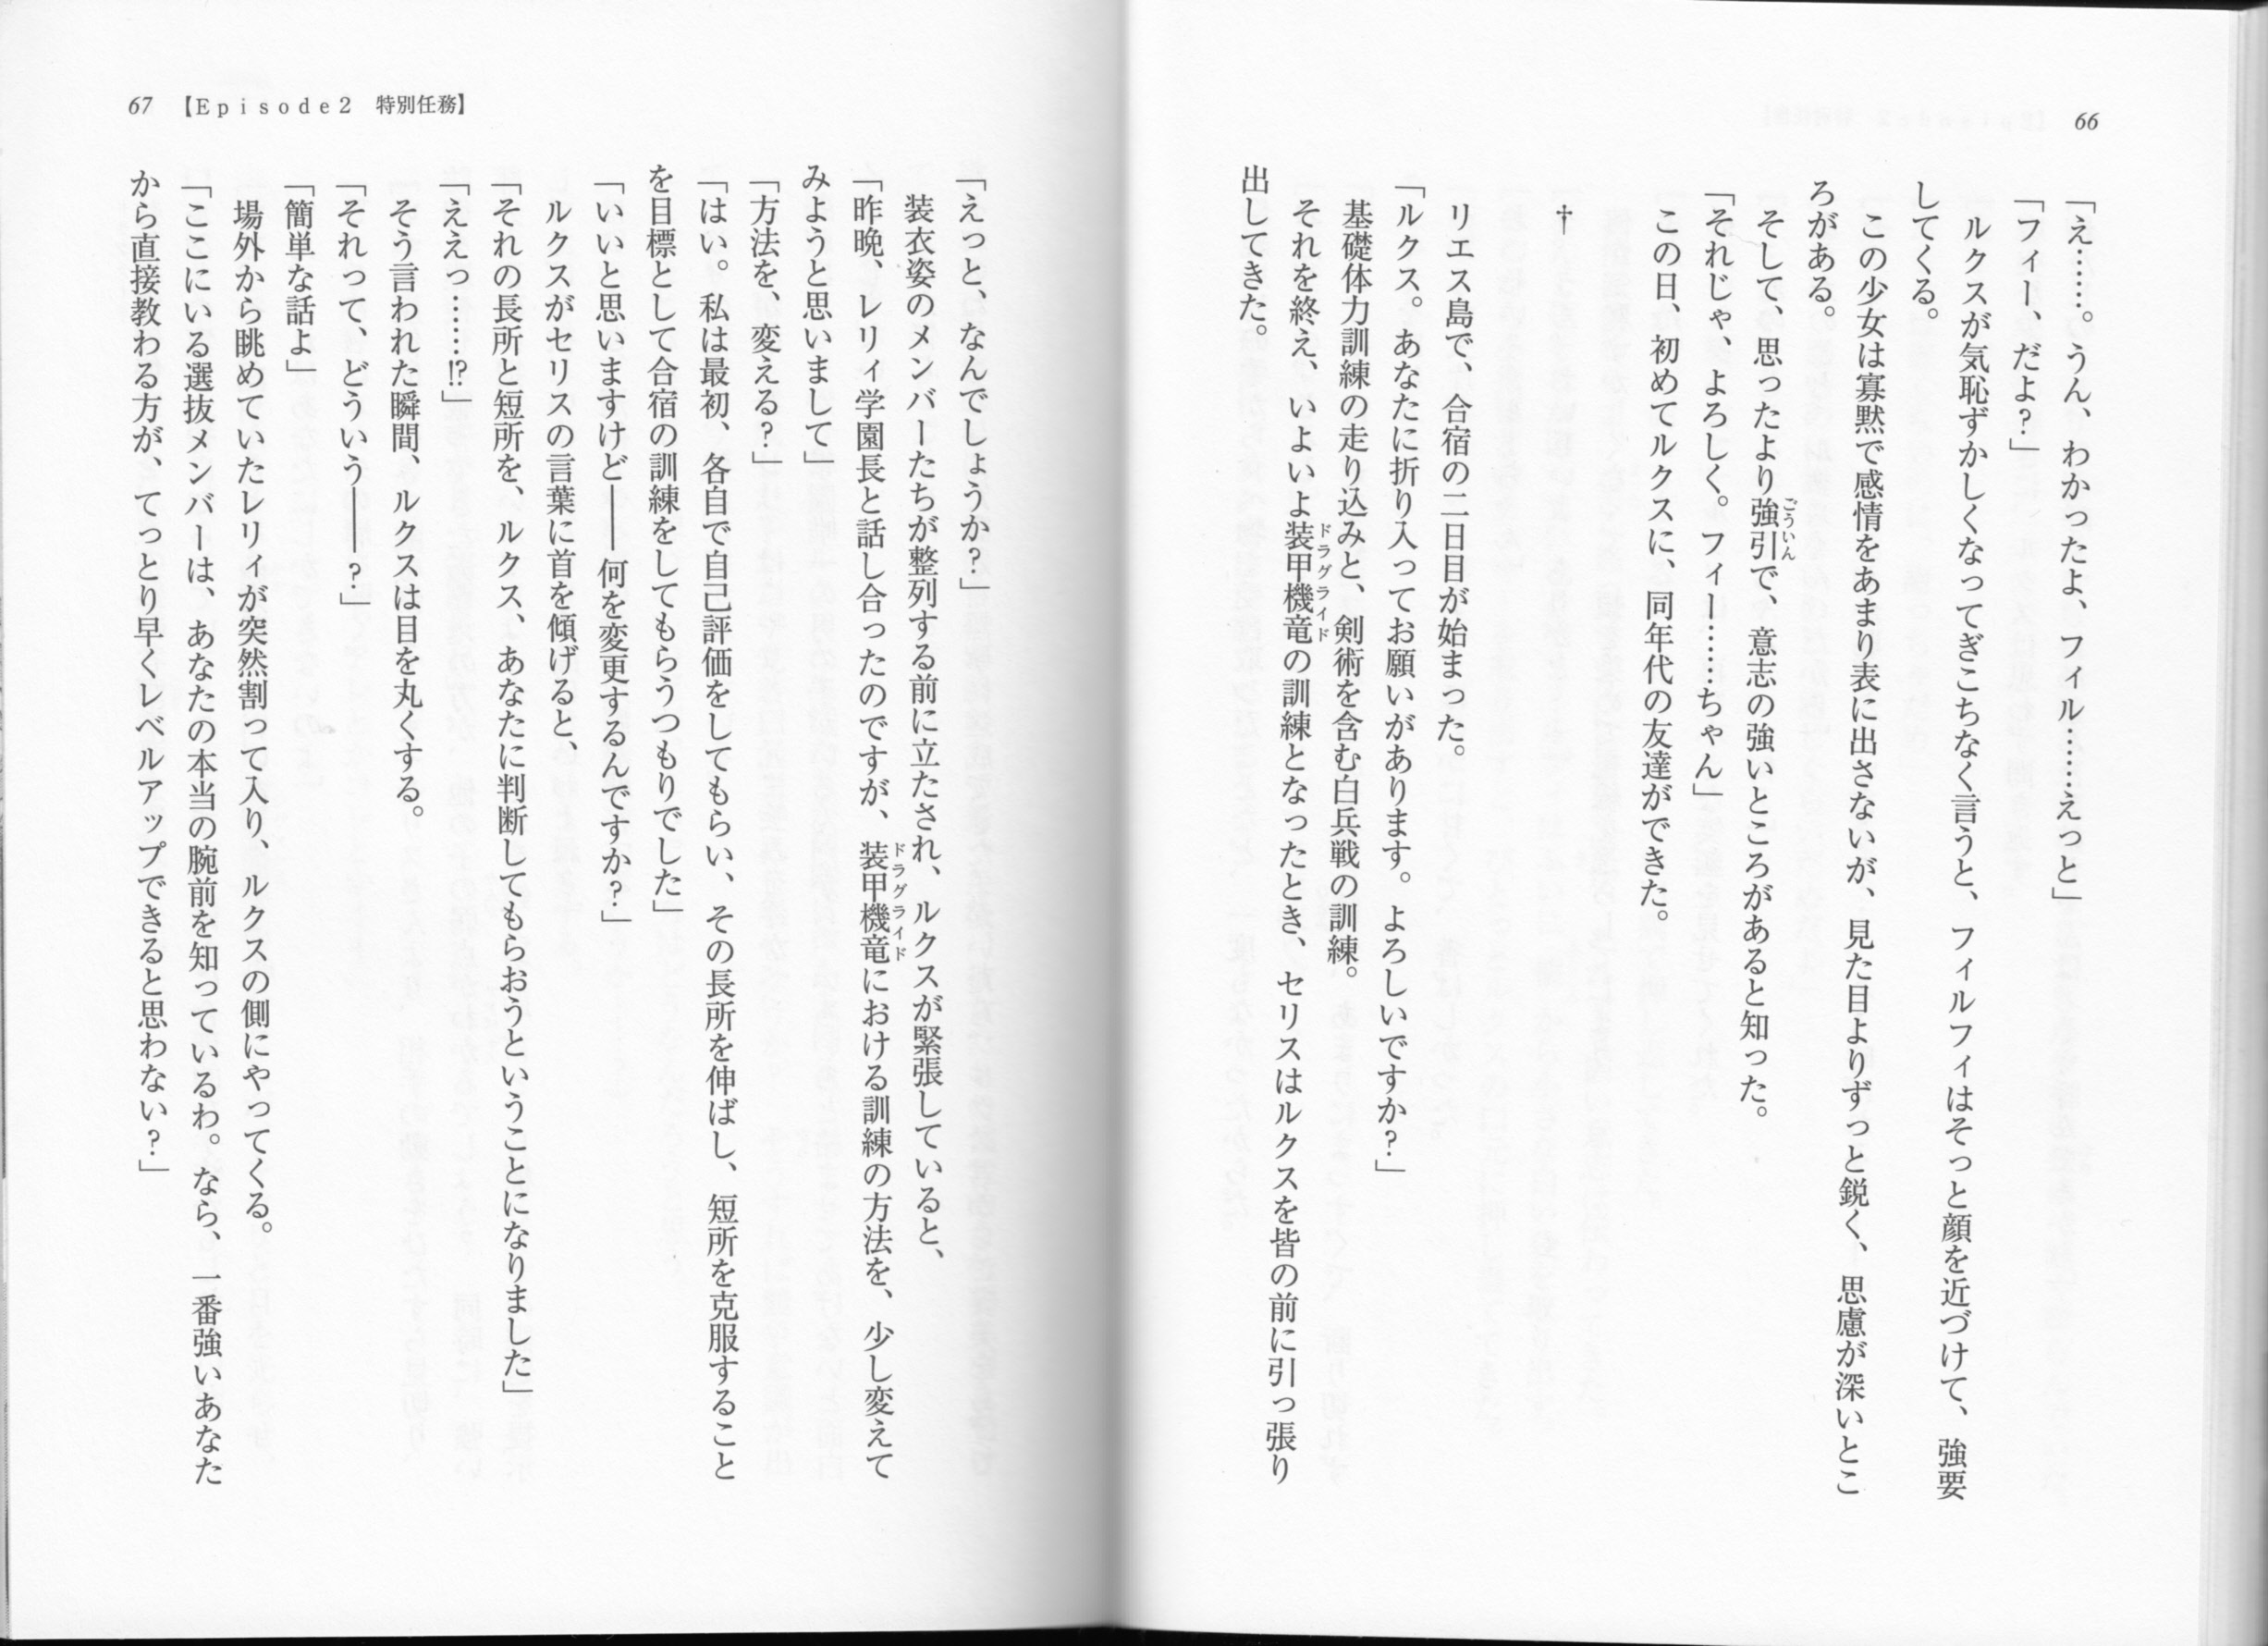 66
「え……。うん、わかったよ、フィル……えっと」
「フィー、だよ？」
ルクスが気恥ずかしくなってぎこちなく言うと、フィルフィはそっと顔を近づけて、強要
してくる。
この少女は寡黙で感情をあまり表に出さないが、見た目よりずっと鋭く、思慮が深いとこ
ろがある。
そして、思ったより強引で、意志の強いところがあると知った。
ごういん
「それじゃ、よろしく。フィー……ちゃん」
この日、初めてルクスに、同年代の友達ができた。
†
リエス島で、合宿の二日目が始まった。
「ルクス。あなたに折り入ってお願いがあります。よろしいですか？」
基礎体力訓練の走り込みと、剣術を含む白兵戦の訓練。
それを終え、いよいよ装甲機竜の訓練となったとき、セリスはルクスを皆の前に引っ張り
ドラグライド
出してきた。
67 【Episode2 特別任務】
「えっと、なんでしょうか？」
装衣姿のメンバーたちが整列する前に立たされ、ルクスが緊張していると、
「昨晩、レリィ学園長と話し合ったのですが、装甲機竜における訓練の方法を、少し変えて
ドラグライド
みようと思いまして」
「方法を、変える？」
「はい。私は最初、各自で自己評価をしてもらい、その長所を伸ばし、短所を克服すること
を目標として合宿の訓練をしてもらうつもりでした」
「いいと思いますけど――何を変更するんですか？」
ルクスがセリスの言葉に首を傾げると、
「それの長所と短所を、ルクス、あなたに判断してもらおうということになりました」
「ええっ……!?」
そう言われた瞬間、ルクスは目を丸くする。
「それって、どういう――？」
「簡単な話よ」
場外から眺めていたレリィが突然割って入り、ルクスの側にやってくる。
「ここにいる選抜メンバーは、あなたの本当の腕前を知っているわ。なら、一番強いあなた
から直接教わる方が、てっとり早くレベルアップできると思わない？」